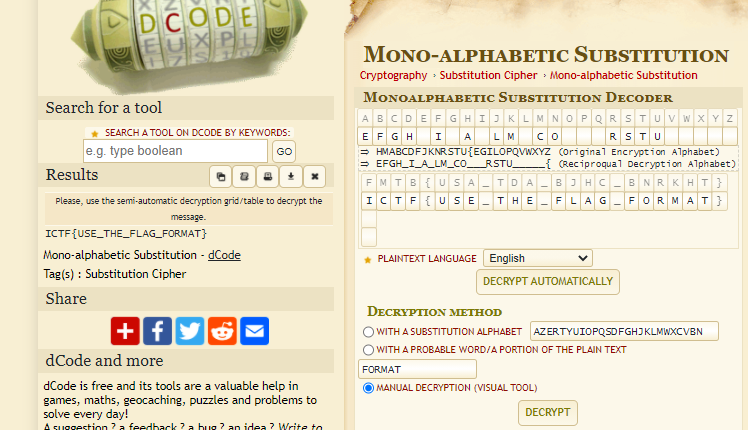 DCODE
Search for a tool
SEARCH A TOOL ON DCODE BY KEYWORDS:
e.g. type boolean GO
Results
Please, use the semi-automatic decryption grid/table to decrypt the
message.
ICTF{USE_THE_FLAG_FORMAT}
Mono-alphabetic Substitution - dCode
Tag(s) : Substitution Cipher
Share
dCode and more
dCode is free and its tools are a valuable help in
games, maths, geocaching, puzzles and problems to
solve every day!
A suggestion ? a feedback ? a bug ? an idea ? Write to
Mono-alphabetic Substitution
Cryptography › Substitution Cipher › Mono-alphabetic Substitution
Monoalphabetic Substitution Decoder
A B C D E F G H I J K L M N O P Q R S T U V W X Y Z
E F G H I A L M C O R S T U
⇒ HMABCDFJKNRSTU{EGILOPQVWXYZ (Original Encryption Alphabet)
⇒ EFGH_I_A_LM_CO___RSTU______{ (Reciproqual Decryption Alphabet)
F M T B { U S A _ T D A _ B J H C _ B N R K H T }
I C T F { U S E _ T H E _ F L A G _ F O R M A T }
PLAINTEXT LANGUAGE English
DECRYPT AUTOMATICALLY
Decryption method
WITH A SUBSTITUTION ALPHABET AZERTYUIOPQSDFGHJKLMWXCVBN
WITH A PROBABLE WORD/A PORTION OF THE PLAIN TEXT
FORMAT
MANUAL DECRYPTION (VISUAL TOOL)
DECRYPT